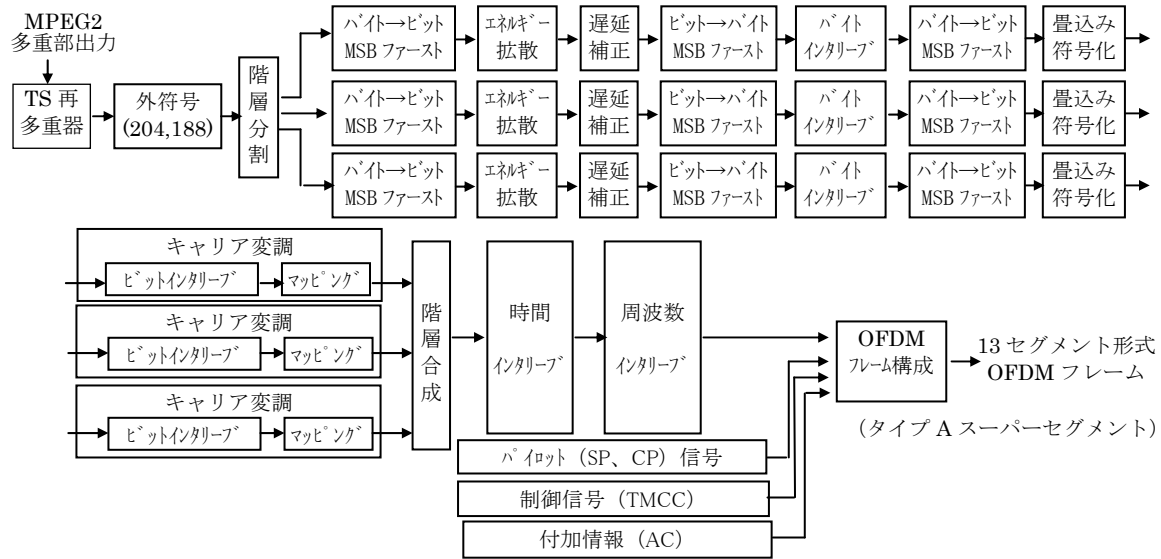 MPEG2
多重部出力
TS 再
多重器
外符号
(204,188)
階
層
分
割
バイト→ビット
MSB ファースト
エネルギー
拡散
遅延
補正
ビット→バイト
MSB ファースト
バイト
インタリーブ
バイト→ビット
MSB ファースト
畳込み
符号化
バイト→ビット
MSB ファースト
エネルギー
拡散
遅延
補正
ビット→バイト
MSB ファースト
バイト
インタリーブ
バイト→ビット
MSB ファースト
畳込み
符号化
バイト→ビット
MSB ファースト
エネルギー
拡散
遅延
補正
ビット→バイト
MSB ファースト
バイト
インタリーブ
バイト→ビット
MSB ファースト
畳込み
符号化
キャリア変調
ビットインタリーブ
マッピング
キャリア変調
ビットインタリーブ
マッピング
キャリア変調
ビットインタリーブ
マッピング
階
層
合
成
時間
インタリーブ
周波数
インタリーブ
OFDM
フレーム構成
13 セグメント形式
OFDM フレーム
(タイプ A スーパーセグメント)
パイロット (SP、CP) 信号
制御信号 (TMCC)
付加情報 (AC)